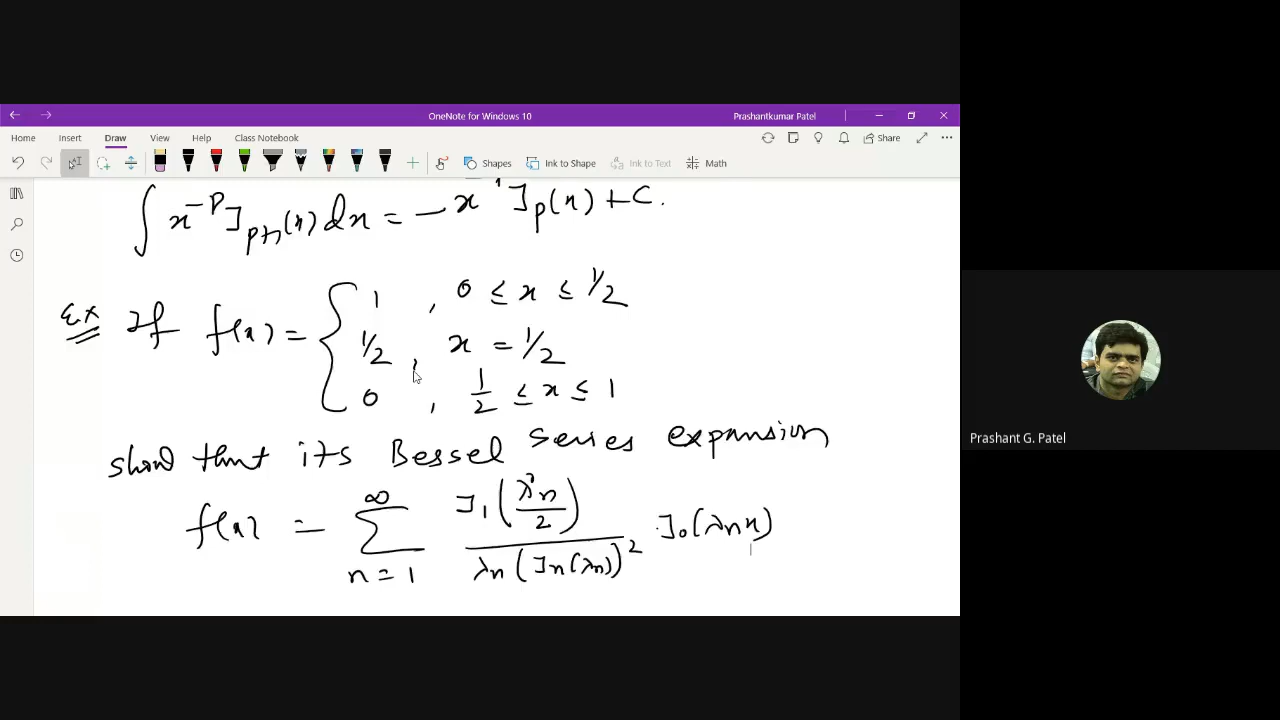 OneNote for Windows 10
Prashantkumar Patel
Home Insert Draw View Help Class Notebook
Share
Shapes Ink to Shape Ink to Text Math
∫ x^{-p} J_{p+1}(x) dx = -x^{-p} J_p(x) + C.
Ex If f(x) = { 1 , 0 ≤ x ≤ 1/2
1/2 , x = 1/2
0 , 1/2 ≤ x ≤ 1
show that its Bessel series expansion
f(x) = ∑_{n=1}^{∞} J_1(λn/2) / λn (Jn(λn))^2 · J_0(λn x)
Prashant G. Patel